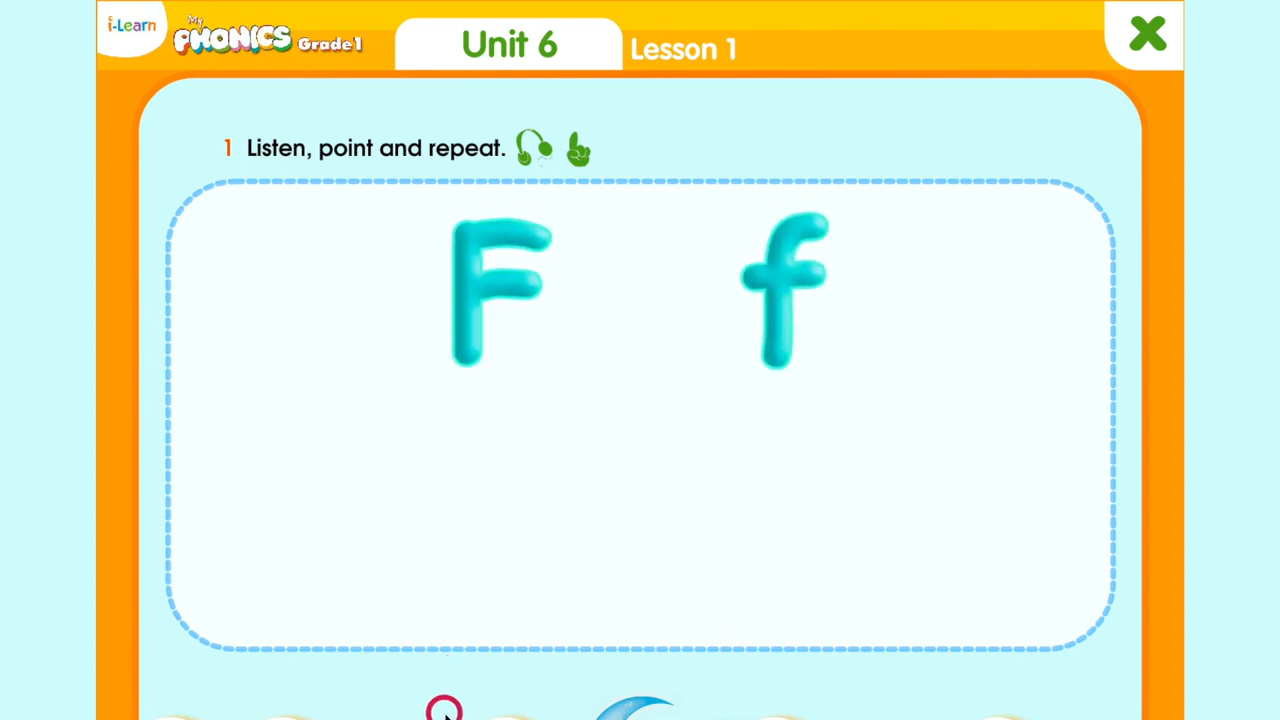 i-Learn
My
PHONICS Grade 1
Unit 6
Lesson 1
1 Listen, point and repeat.
F f